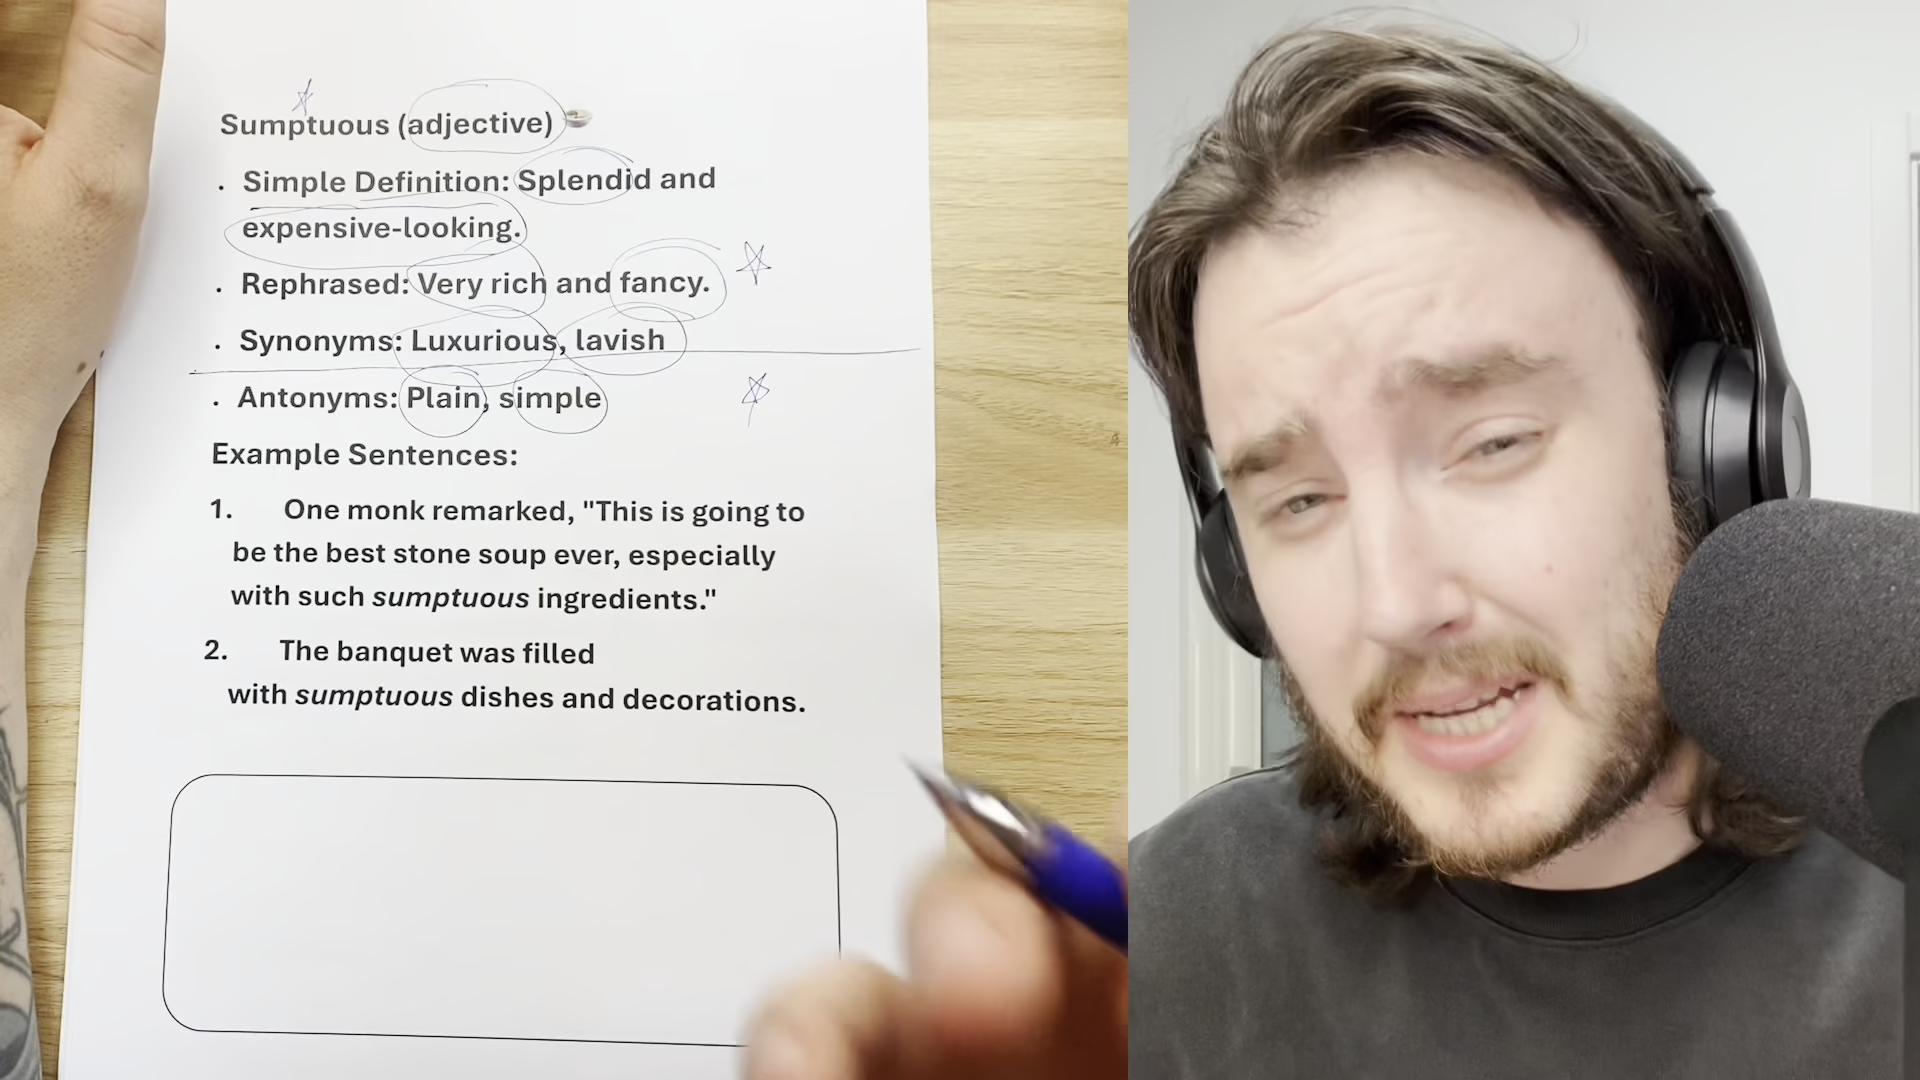 Sumptuous (adjective)
. Simple Definition: Splendid and
expensive-looking.
. Rephrased: Very rich and fancy.
. Synonyms: Luxurious, lavish
. Antonyms: Plain, simple
Example Sentences:
1. One monk remarked, "This is going to
be the best stone soup ever, especially
with such sumptuous ingredients."
2. The banquet was filled
with sumptuous dishes and decorations.